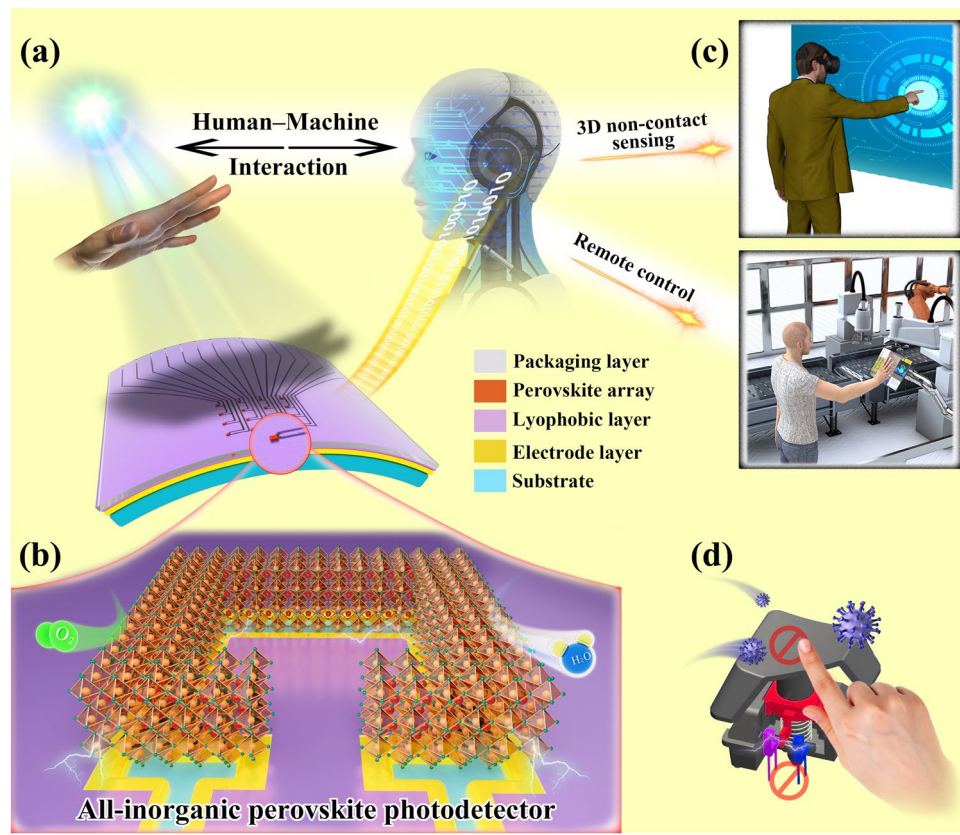 (a)
Human–Machine
Interaction
3D non-contact
sensing
Remote control
(c)
Packaging layer
Perovskite array
Lyophobic layer
Electrode layer
Substrate
(b)
O₂
H₂O
All-inorganic perovskite photodetector
(d)